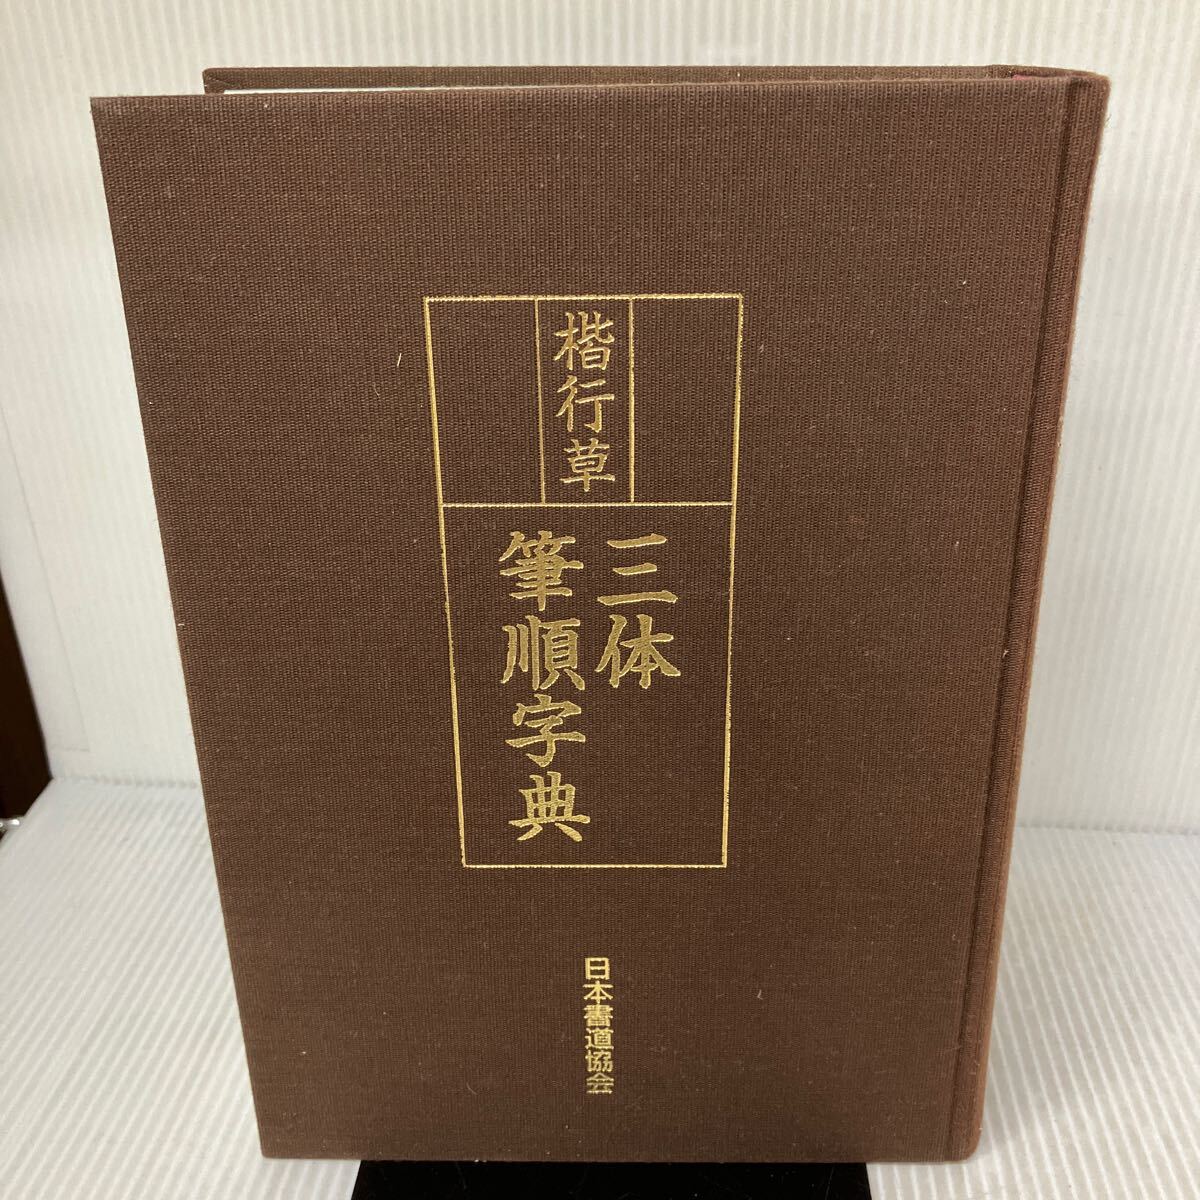 楷行草
三体
筆順字典
日本書道協会